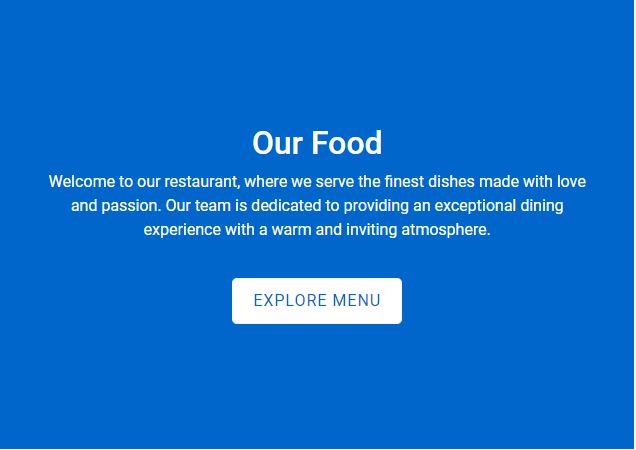 Our Food
Welcome to our restaurant, where we serve the finest dishes made with love
and passion. Our team is dedicated to providing an exceptional dining
experience with a warm and inviting atmosphere.
EXPLORE MENU